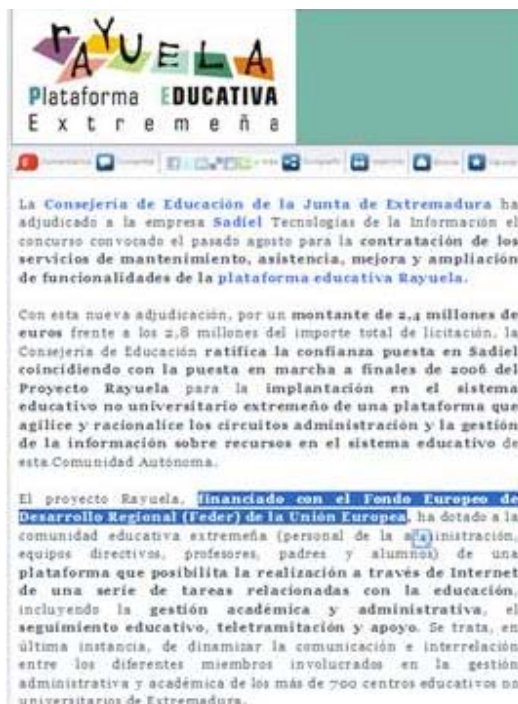 RAYUELA
Plataforma EDUCATIVA
Extremeña
La Consejería de Educación de la Junta de Extremadura ha
adjudicado a la empresa Sadiel Tecnologías de la Información el
concurso convocado el pasado agosto para la contratación de los
servicios de mantenimiento, asistencia, mejora y ampliación
de funcionalidades de la plataforma educativa Rayuela.
Con esta nueva adjudicación, por un montante de 2,4 millones de
euros frente a los 2,8 millones del importe total de licitación, la
Consejería de Educación ratifica la confianza puesta en Sadiel
coincidiendo con la puesta en marcha a finales de 2006 del
Proyecto Rayuela para la implantación en el sistema
educativo no universitario extremeño de una plataforma que
agilice y racionalice los circuitos administración y la gestión
de la información sobre recursos en el sistema educativo de
esta Comunidad Autónoma.
El proyecto Rayuela, financiado con el Fondo Europeo de
Desarrollo Regional (Feder) de la Unión Europea, ha dotado a la
comunidad educativa extremeña (personal de la
equipos directivos, profesores, padres y alumnos) de una
plataforma que posibilita la realización a través de Internet
de una serie de tareas relacionadas con la educación,
incluyendo la gestión académica y administrativa, el
seguimiento educativo, teletramitación y apoyo. Se trata, en
última instancia, de dinamizar la comunicación e interrelación
entre los diferentes miembros involucrados en la gestión
administrativa y académica de los más de 700 centros educativos no
universitarios de Extremadura.